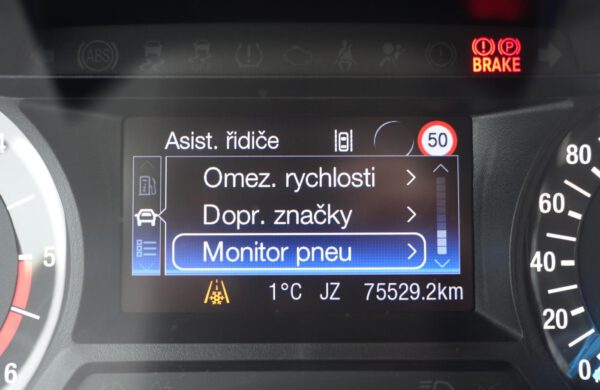 ABS
BRAKE
Asist. řidiče 50
Omez. rychlosti
Dopr. značky
Monitor pneu
1°C JZ 75529.2km
4
5
6
80
60
40
20
0